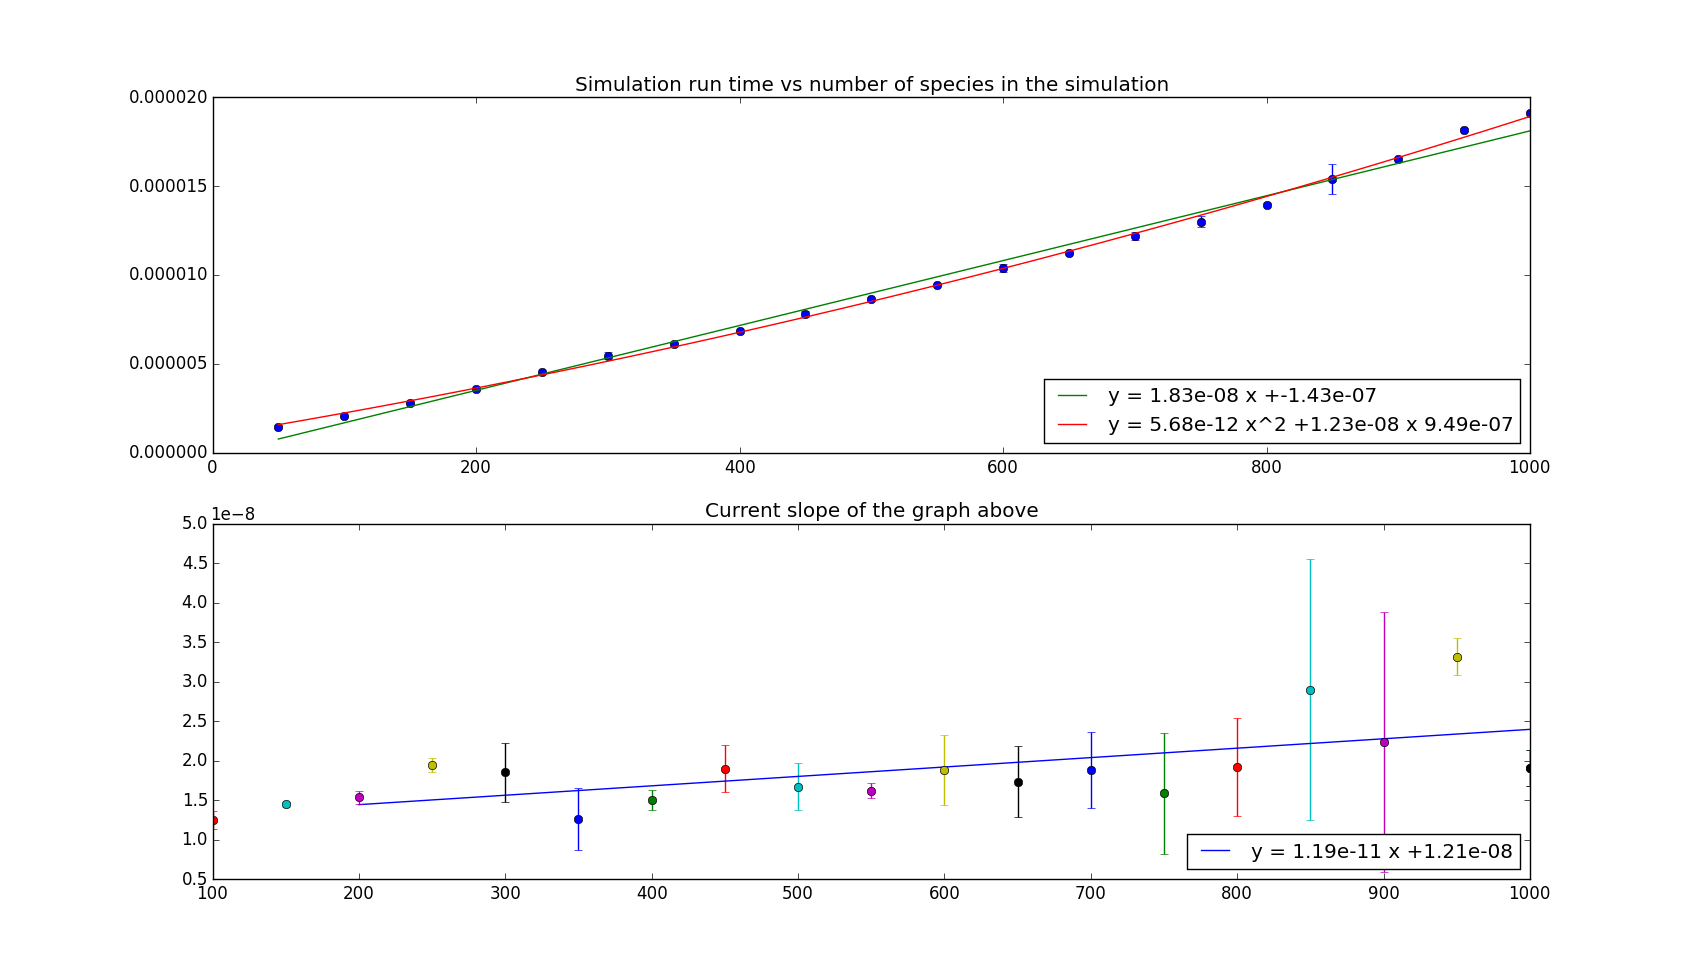 Simulation run time vs number of species in the simulation
0.000020
0.000015
0.000010
0.000005
0.000000
y = 1.83e-08 x +-1.43e-07
y = 5.68e-12 x^2 +1.23e-08 x 9.49e-07
0 200 400 600 800 1000
Current slope of the graph above
1e−8
5.0
4.5
4.0
3.5
3.0
2.5
2.0
1.5
1.0
0.5
y = 1.19e-11 x +1.21e-08
100 200 300 400 500 600 700 800 900 1000